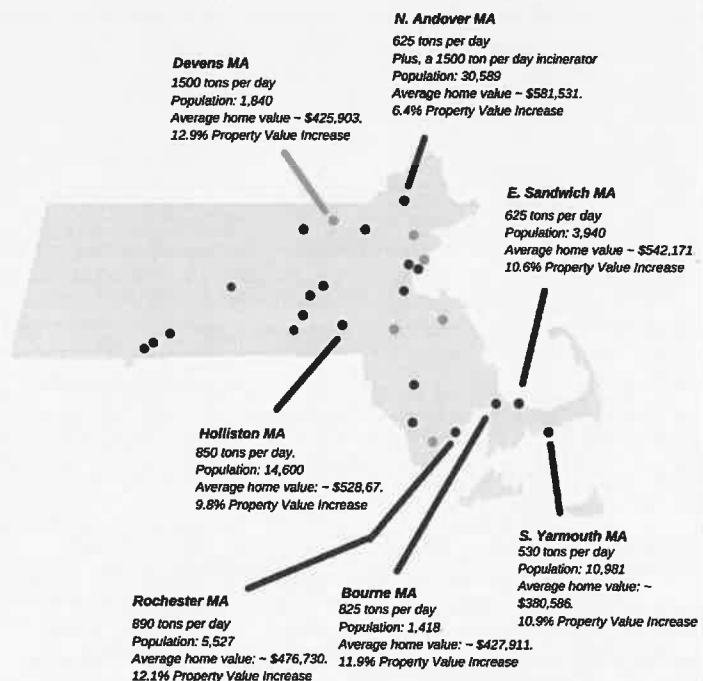 N. Andover MA
625 tons per day
Plus, a 1500 ton per day incinerator
Population: 30,589
Average home value ~ $581,531.
6.4% Property Value Increase
Devens MA
1500 tons per day
Population: 1,840
Average home value ~ $425,903.
12.9% Property Value Increase
E. Sandwich MA
625 tons per day
Population: 3,940
Average home value ~ $542,171
10.6% Property Value Increase
Holliston MA
850 tons per day.
Population: 14,600
Average home value: ~ $528,67.
9.8% Property Value Increase
S. Yarmouth MA
530 tons per day
Population: 10,981
Average home value: ~
$380,586.
10.9% Property Value Increase
Rochester MA
890 tons per day
Population: 5,527
Average home value: ~ $476,730.
12.1% Property Value Increase
Bourne MA
825 tons per day
Population: 1,418
Average home value: ~ $427,911.
11.9% Property Value Increase